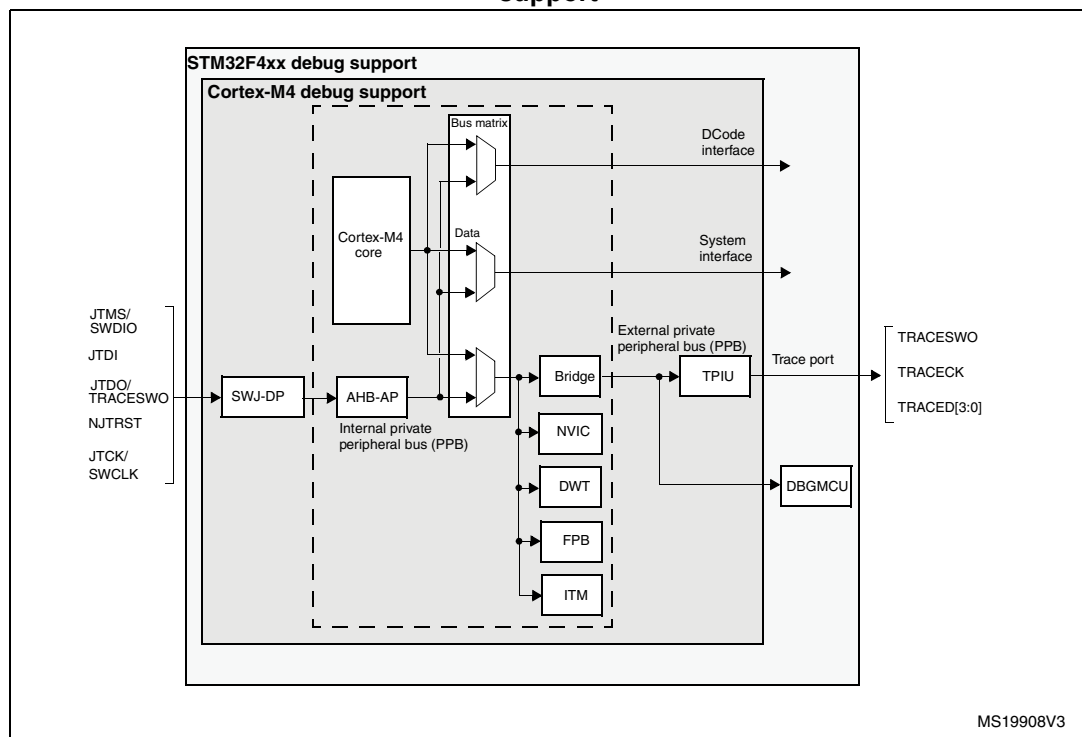 support
STM32F4xx debug support
Cortex-M4 debug support
Bus matrix
DCode
interface
Cortex-M4
core
Data
System
interface
JTMS/
SWDIO
JTDI
JTDO/
TRACESWO
NJTRST
JTCK/
SWCLK
SWJ-DP
AHB-AP
Internal private
peripheral bus (PPB)
External private
peripheral bus (PPB)
Bridge
NVIC
DWT
FPB
ITM
TPIU
Trace port
DBGMCU
TRACESWO
TRACECK
TRACED[3:0]
MS19908V3